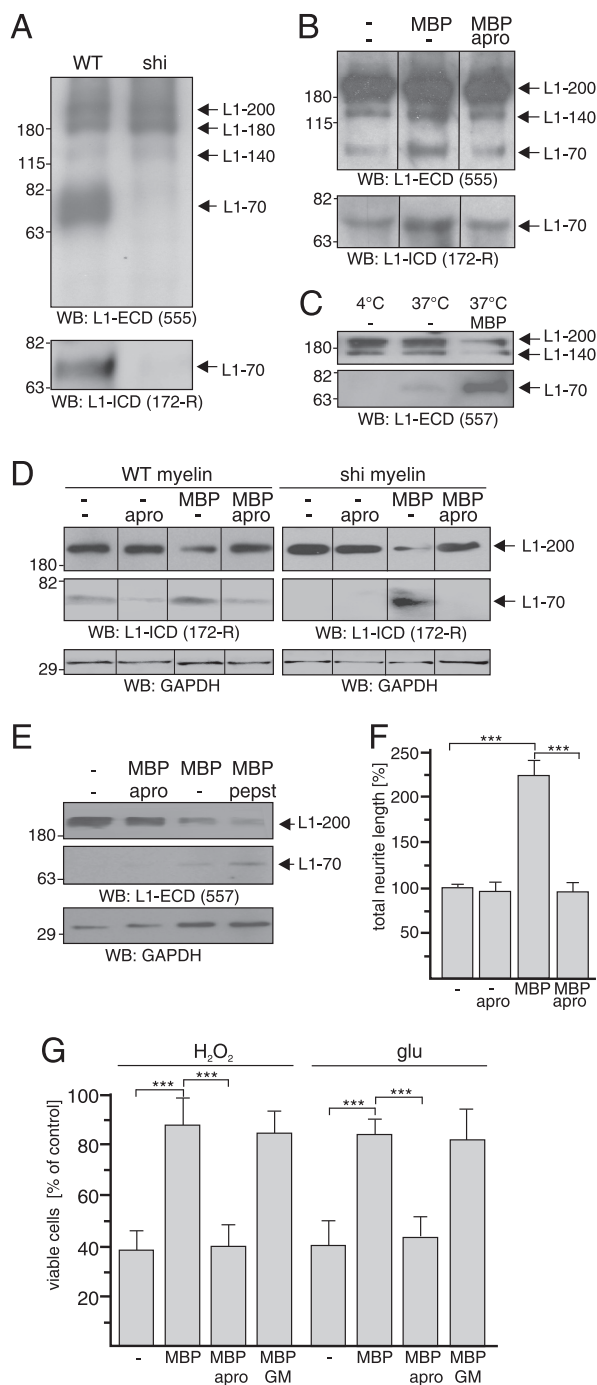 A
WT shi
L1-200
180 L1-180
L1-140
115
82
L1-70
63
WB: L1-ECD (555)
82
L1-70
63
WB: L1-ICD (172-R)
B
- MBP MBP
- - apro
L1-200
180
L1-140
115
L1-70
WB: L1-ECD (555)
82
L1-70
63
WB: L1-ICD (172-R)
C
4°C 37°C 37°C
- - MBP
L1-200
180
L1-140
82
L1-70
63
WB: L1-ECD (557)
D
WT myelin shi myelin
- - MBP MBP - - MBP MBP
- apro - apro - apro - apro
L1-200
180
82
L1-70
63
WB: L1-ICD (172-R) WB: L1-ICD (172-R)
29
WB: GAPDH WB: GAPDH
E
- MBP MBP MBP
- apro - pepst
L1-200
180
L1-70
63
WB: L1-ECD (557)
29
WB: GAPDH
F
total neurite length [%]
250
200
150
100
50
*** ***
- - MBP MBP
apro apro
G
H2O2 glu
*** *** *** ***
viable cells [% of control]
100
80
60
40
20
- MBP MBP MBP - MBP MBP MBP
apro GM apro GM